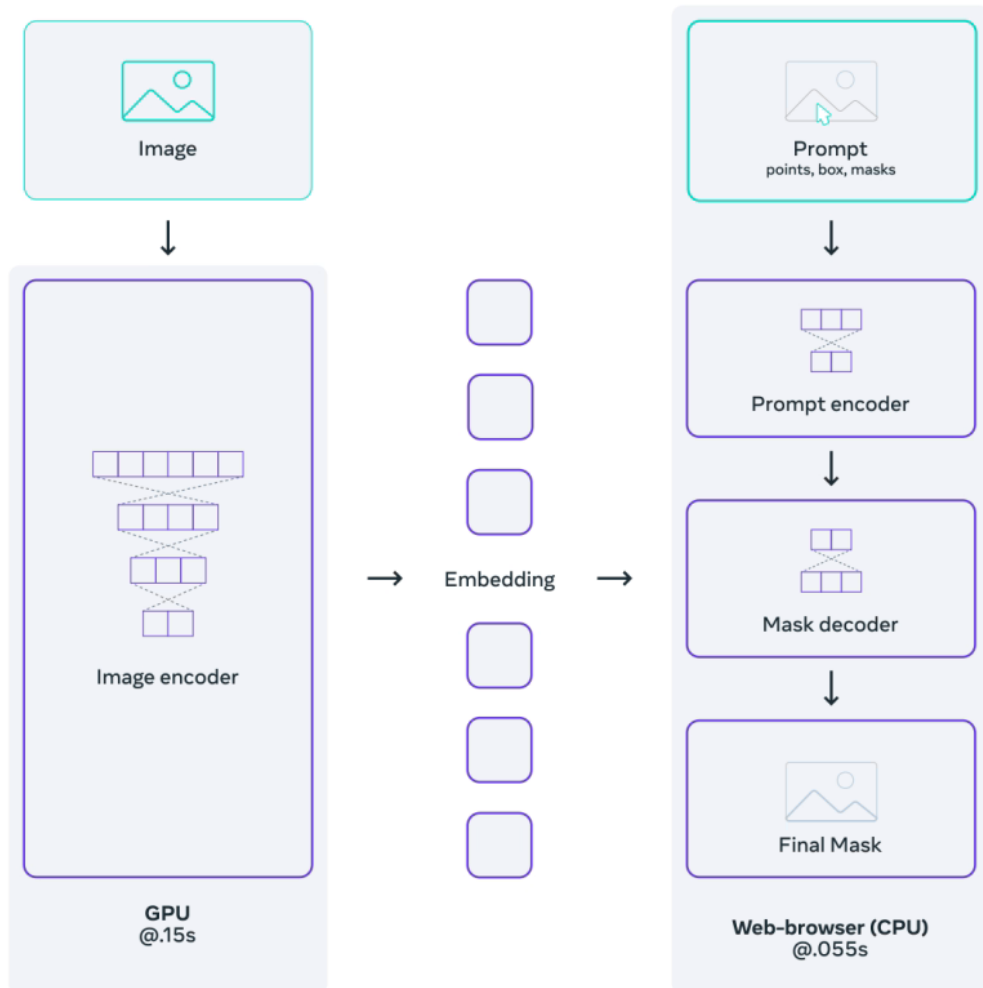 Image
Image encoder
GPU
@.15s
Embedding
Prompt
points, box, masks
Prompt encoder
Mask decoder
Final Mask
Web-browser (CPU)
@.055s